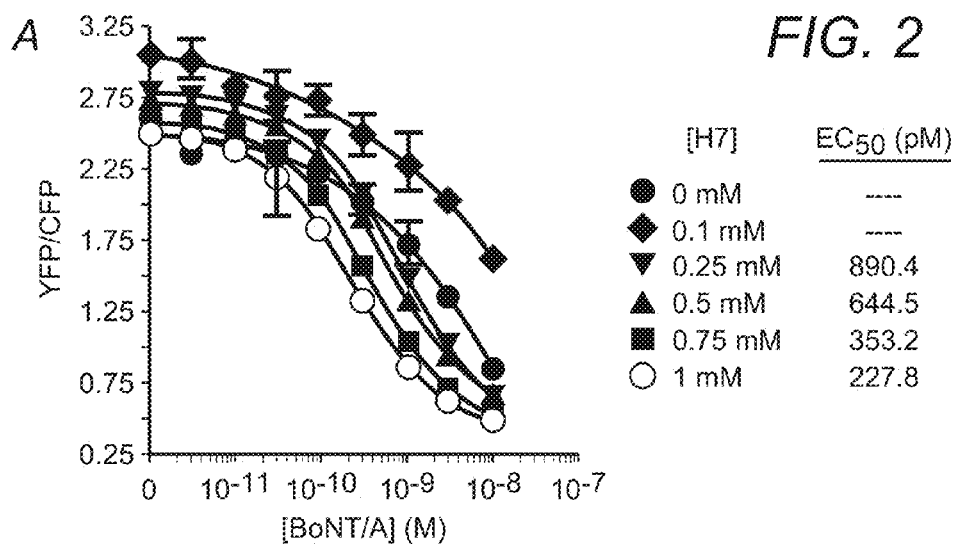 A
FIG. 2
3.25
2.75
2.25
1.75
1.25
0.75
0.25
YFP/CFP
0 10-11 10-10 10-9 10-8 10-7
[BoNT/A] (M)
[H7] EC50 (pM)
0 mM ----
0.1 mM ----
0.25 mM 890.4
0.5 mM 644.5
0.75 mM 353.2
1 mM 227.8